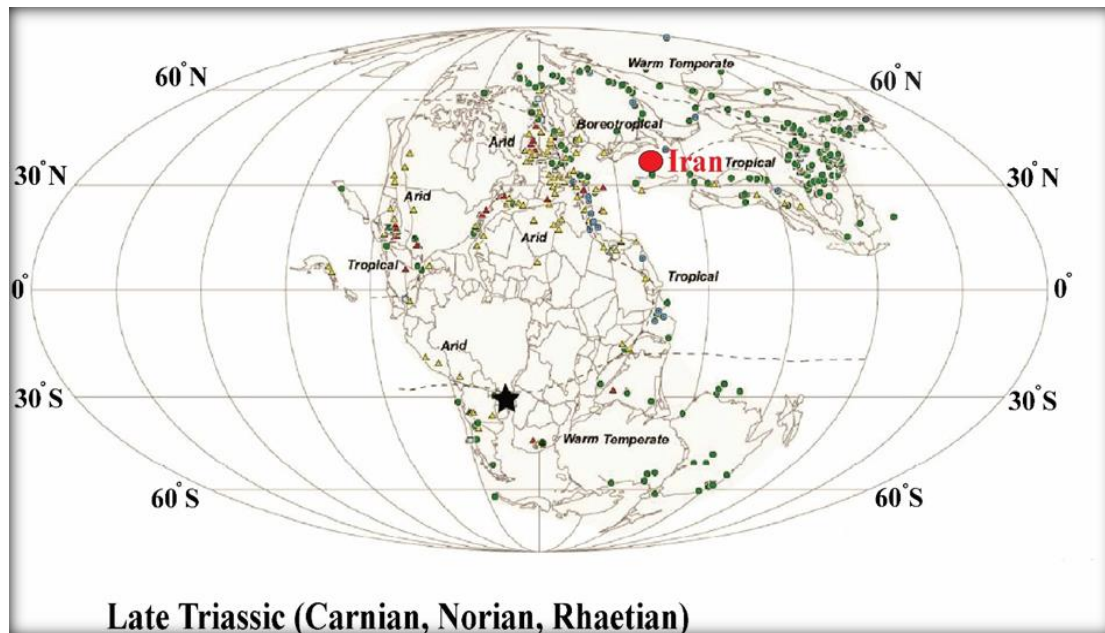 Warm Temperate
60°N
60°N
Boreotropical
Arid
Iran
Tropical
30°N
30°N
Arid
Arid
Tropical
Tropical
0°
0°
Arid
30°S
30°S
Warm Temperate
60°S
60°S
Late Triassic (Carnian, Norian, Rhaetian)